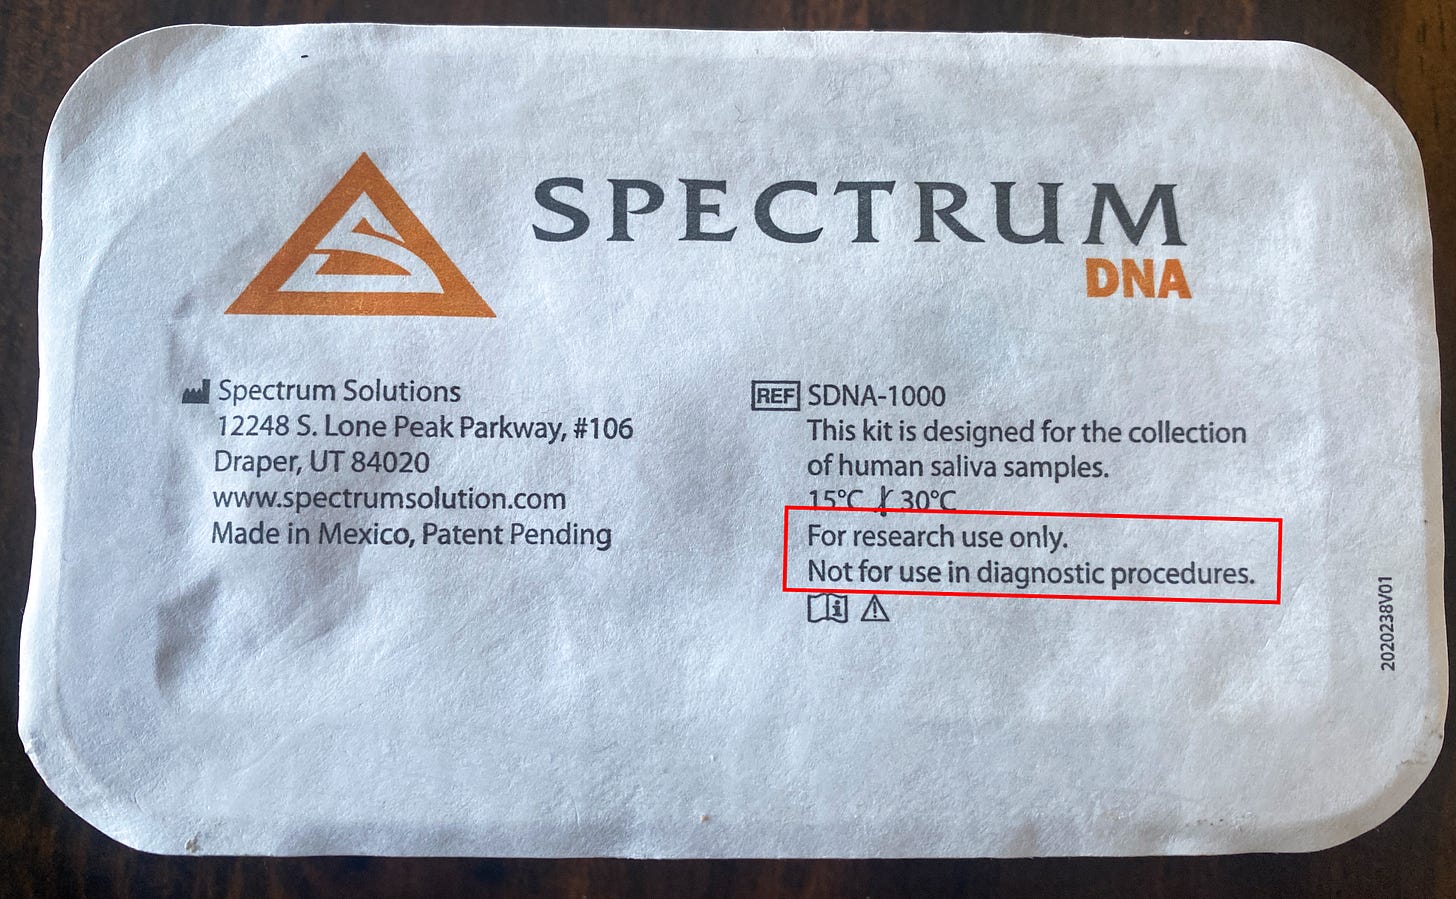 SPECTRUM
DNA
Spectrum Solutions
12248 S. Lone Peak Parkway, #106
Draper, UT 84020
www.spectrumsolution.com
Made in Mexico, Patent Pending
REF SDNA-1000
This kit is designed for the collection
of human saliva samples.
15°C 30°C
For research use only.
Not for use in diagnostic procedures.
2020238V01